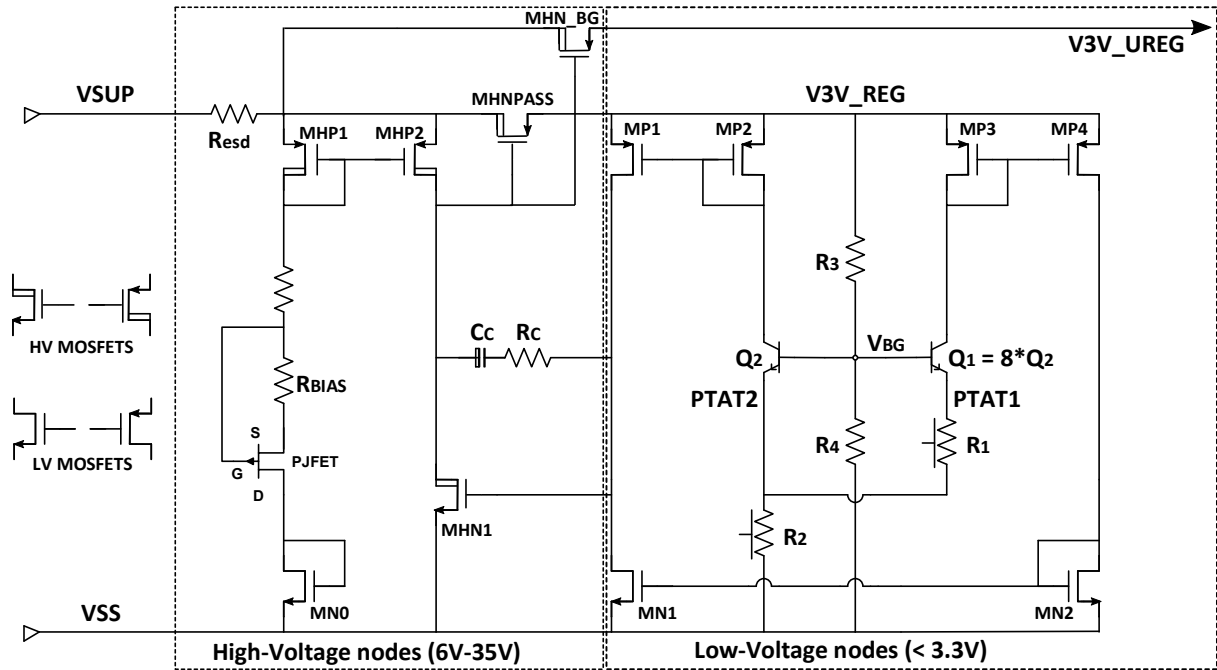 MHN_BG
V3V_UREG
VSUP
MHNPASS
V3V_REG
Resd
MHP1
MHP2
MP1
MP2
MP3
MP4
R3
HV MOSFETS
CC
RC
RBIAS
Q2
VBG
Q1 = 8*Q2
PTAT2
PTAT1
LV MOSFETS
S
G
D
PJFET
R4
R1
MHN1
R2
VSS
MN0
MN1
MN2
High-Voltage nodes (6V-35V)
Low-Voltage nodes (< 3.3V)